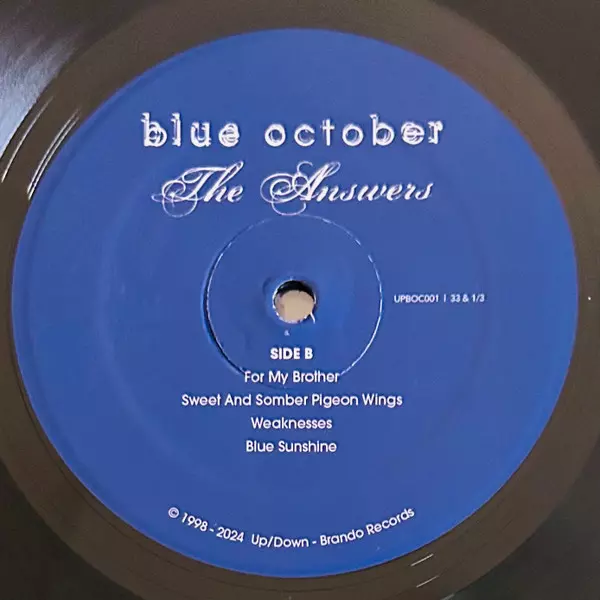 blue october
The Answers
UPBOC001 | 33 & 1/3
SIDE B
For My Brother
Sweet And Somber Pigeon Wings
Weaknesses
Blue Sunshine
© 1998 - 2024 Up/Down - Brando Records